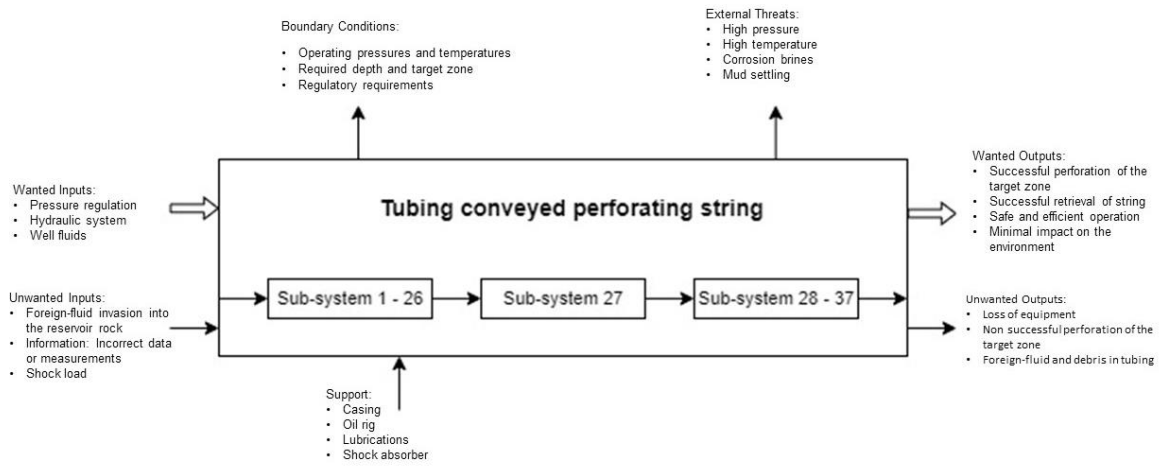 Boundary Conditions:
• Operating pressures and temperatures
• Required depth and target zone
• Regulatory requirements
External Threats:
• High pressure
• High temperature
• Corrosion brines
• Mud settling
Wanted Inputs:
• Pressure regulation
• Hydraulic system
• Well fluids
Tubing conveyed perforating string
Wanted Outputs:
• Successful perforation of the
target zone
• Successful retrieval of string
• Safe and efficient operation
• Minimal impact on the
environment
Unwanted Inputs:
• Foreign-fluid invasion into
the reservoir rock
• Information: Incorrect data
or measurements
• Shock load
Sub-system 1 - 26
Sub-system 27
Sub-system 28 - 37
Unwanted Outputs:
• Loss of equipment
• Non successful perforation of the
target zone
• Foreign-fluid and debris in tubing
Support:
• Casing
• Oil rig
• Lubrications
• Shock absorber